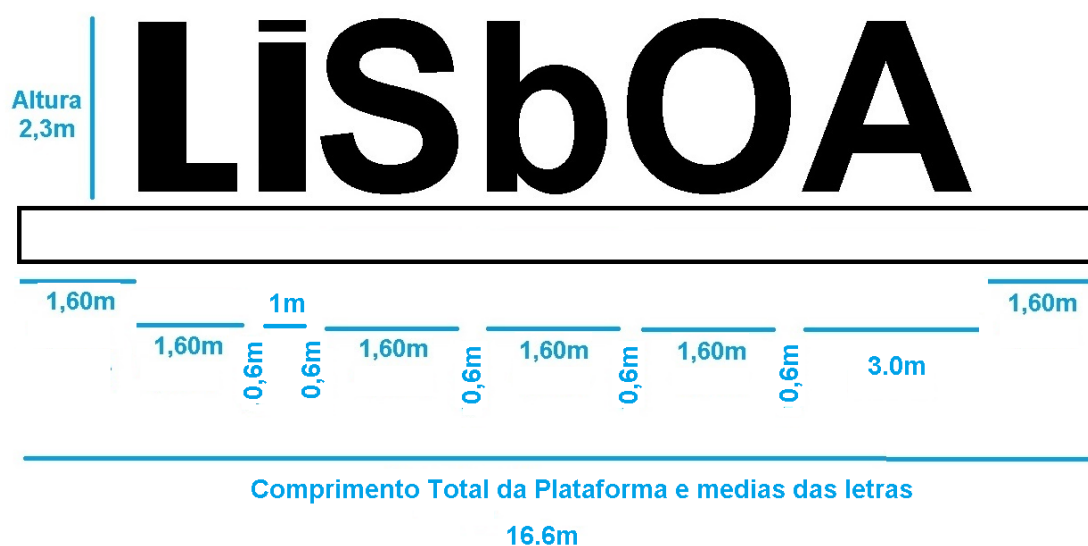 LiSbOA
Altura
2,3m
1,60m
1,60m
1m
1,60m
0,6m
0,6m
1,60m
0,6m
1,60m
0,6m
1,60m
0,6m
3.0m
Comprimento Total da Plataforma e medias das letras
16.6m